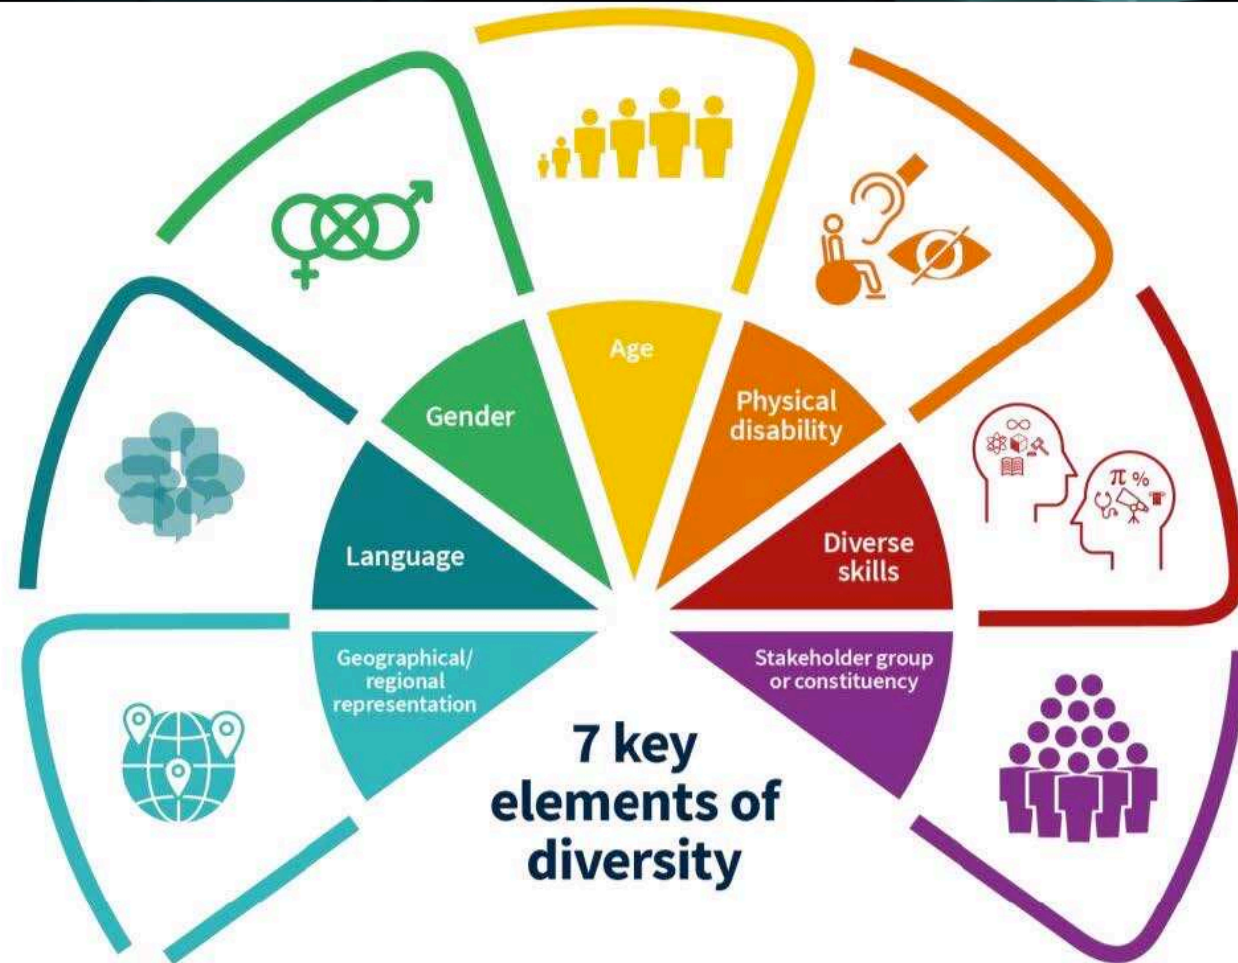 Age
Gender
Physical
disability
Language
Diverse
skills
π %
Geographical/
regional
representation
Stakeholder group
or constituency
7 key
elements of
diversity